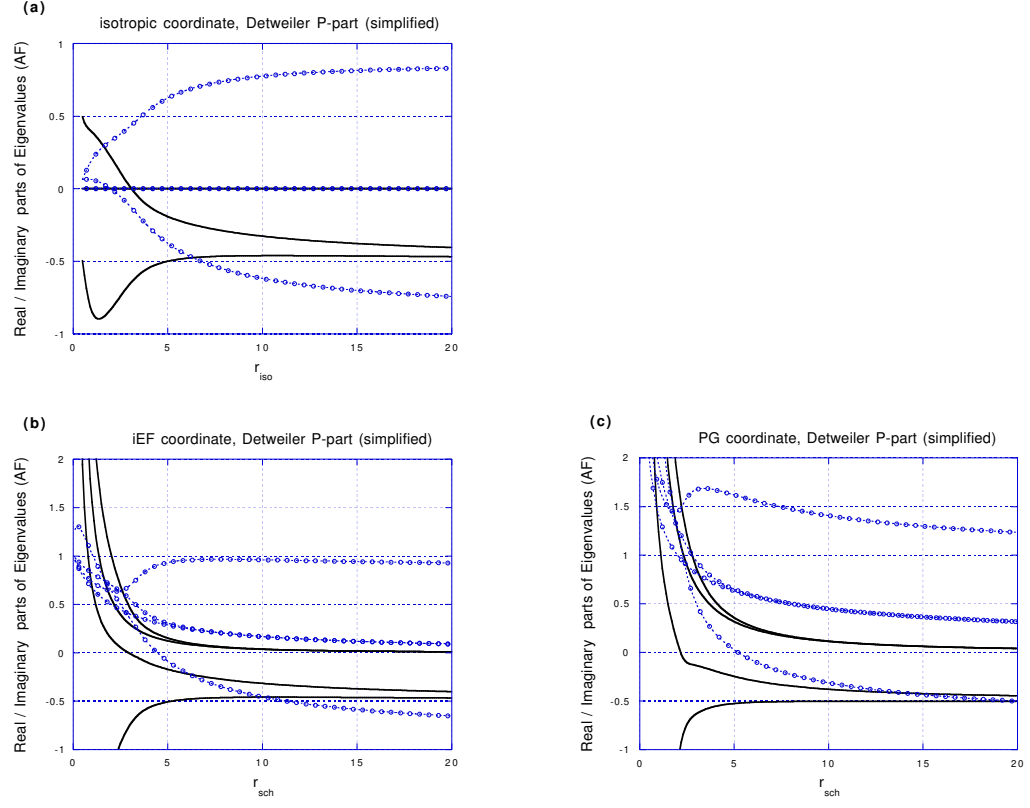 (a)
isotropic coordinate, Detweiler P-part (simplified)
Real / Imaginary parts of Eigenvalues (AF)
1
0.5
0
-0.5
-1
0 5 10 15 20
r_iso
(b)
iEF coordinate, Detweiler P-part (simplified)
Real / Imaginary parts of Eigenvalues (AF)
2
1.5
1
0.5
0
-0.5
-1
0 5 10 15 20
r_sch
(c)
PG coordinate, Detweiler P-part (simplified)
Real / Imaginary parts of Eigenvalues (AF)
2
1.5
1
0.5
0
-0.5
-1
0 5 10 15 20
r_sch